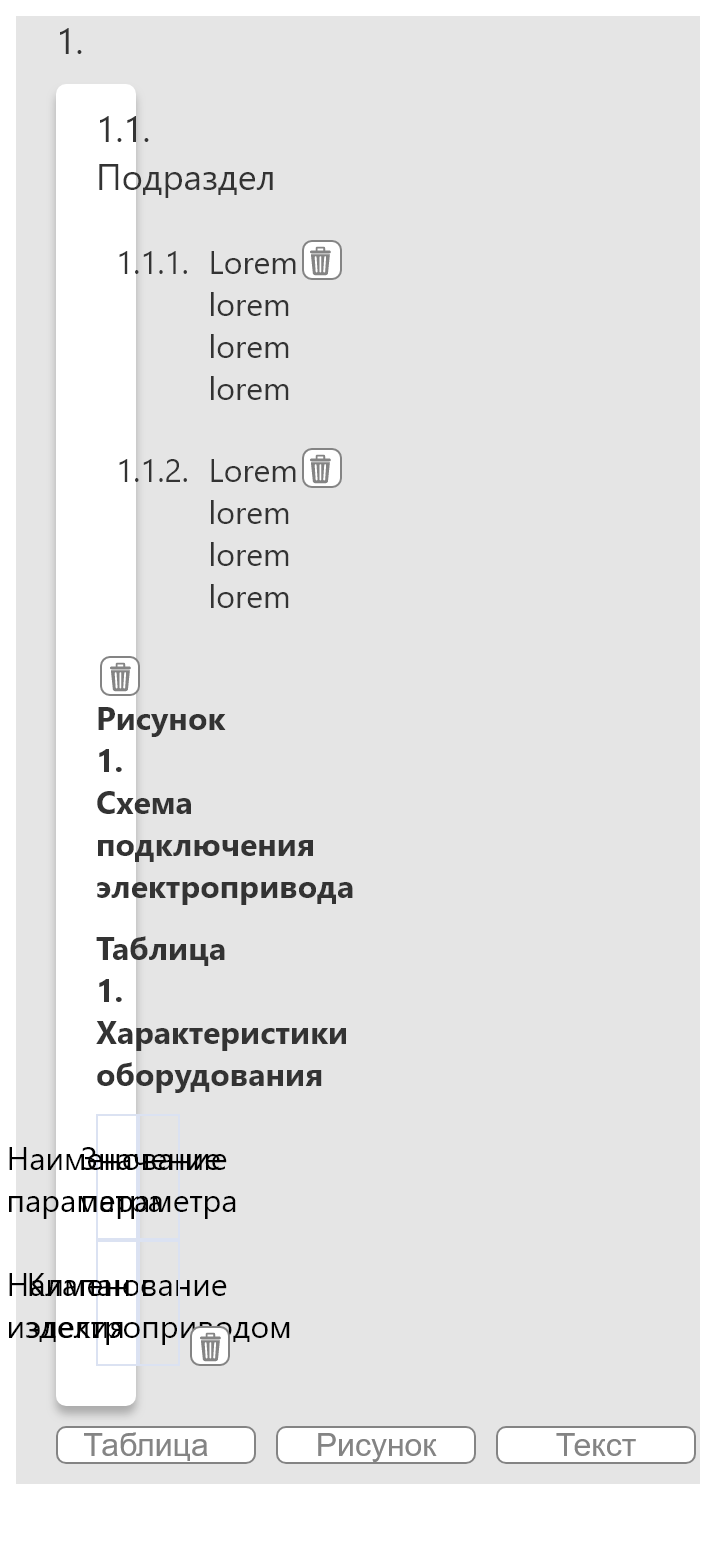 1.
1.1.
Подраздел
1.1.1. Lorem
lorem
lorem
lorem
1.1.2. Lorem
lorem
lorem
lorem
Рисунок
1.
Схема
подключения
электропривода
Таблица
1.
Характеристики
оборудования
Наименование Значение
параметра параметра
Наименование Клапан с
изделия электроприводом
Таблица Рисунок Текст